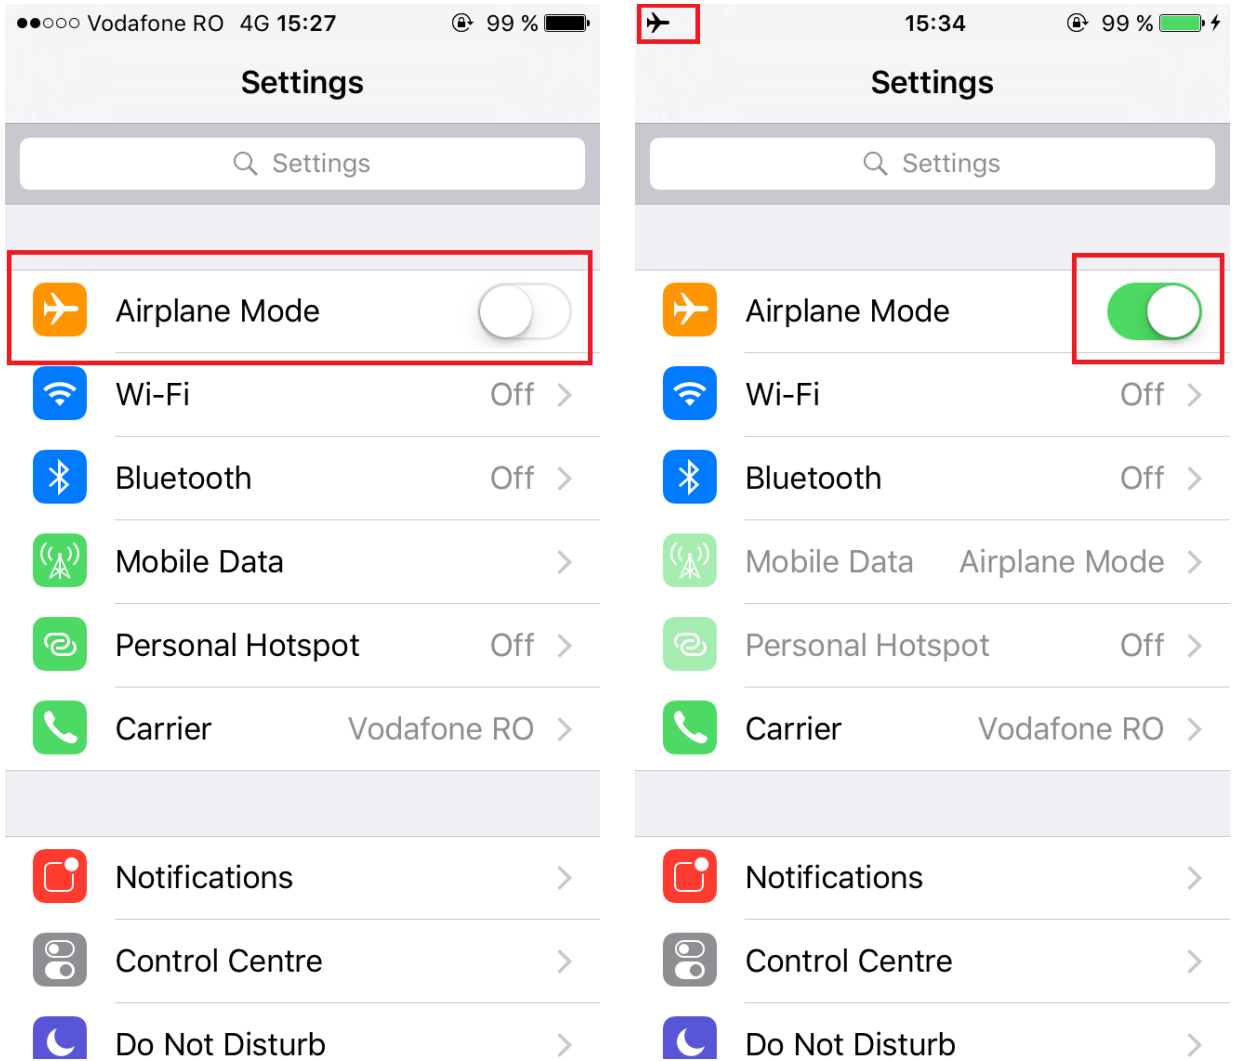 Vodafone RO 4G 15:27 99 %
Settings
Settings
Airplane Mode
Wi-Fi Off
Bluetooth Off
Mobile Data
Personal Hotspot Off
Carrier Vodafone RO
Notifications
Control Centre
Do Not Disturb
15:34 99 %
Settings
Settings
Airplane Mode
Wi-Fi Off
Bluetooth Off
Mobile Data Airplane Mode
Personal Hotspot Off
Carrier Vodafone RO
Notifications
Control Centre
Do Not Disturb